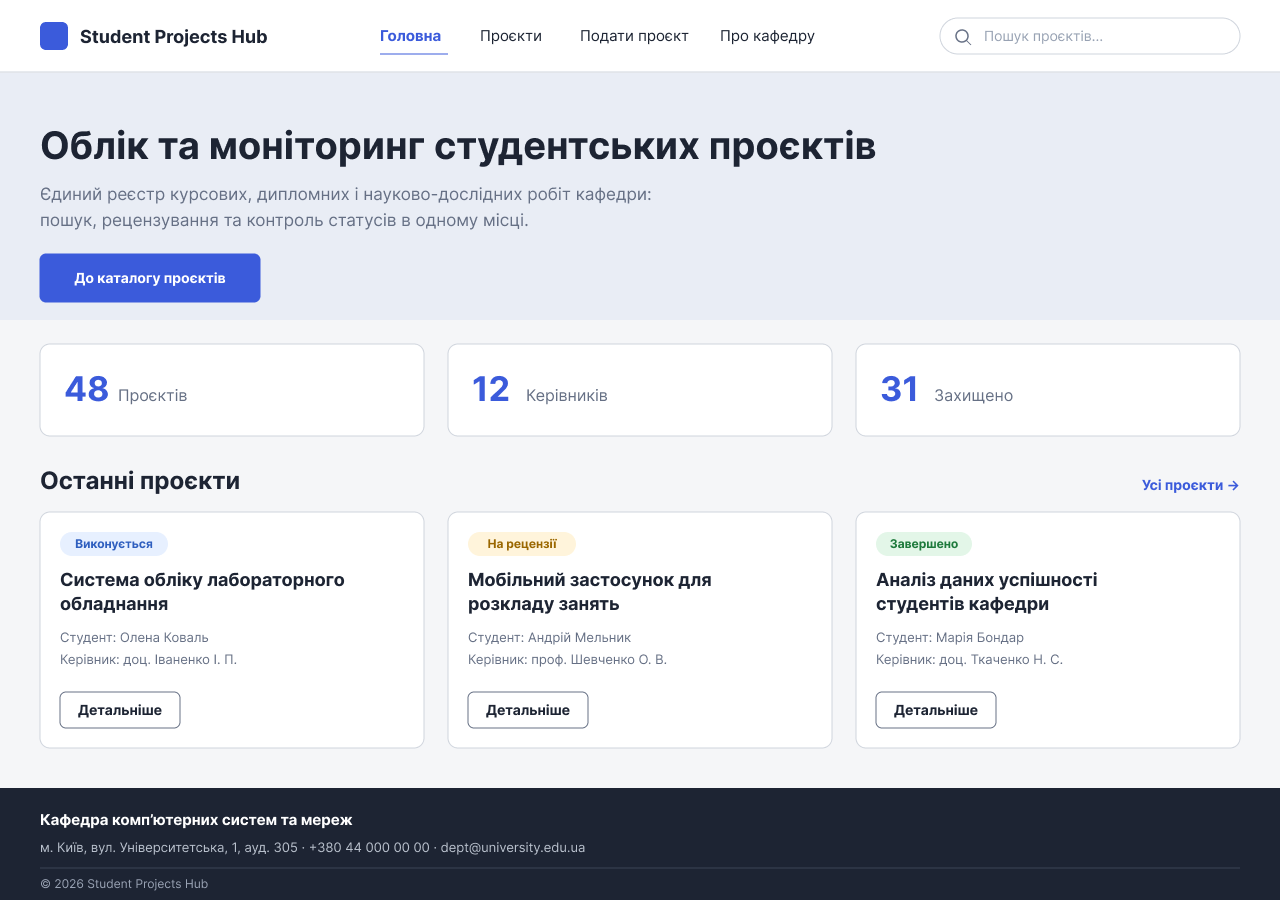 Student Projects Hub
Головна
Проєкти
Подати проєкт
Про кафедру
Пошук проєктів...
Облік та моніторинг студентських проєктів
Єдиний реєстр курсових, дипломних і науково-дослідних робіт кафедри:
пошук, рецензування та контроль статусів в одному місці.
До каталогу проєктів
48 Проєктів
12 Керівників
31 Захищено
Останні проєкти
Усі проєкти →
Виконується
Система обліку лабораторного
обладнання
Студент: Олена Коваль
Керівник: доц. Іваненко І. П.
Детальніше
На рецензії
Мобільний застосунок для
розкладу занять
Студент: Андрій Мельник
Керівник: проф. Шевченко О. В.
Детальніше
Завершено
Аналіз даних успішності
студентів кафедри
Студент: Марія Бондар
Керівник: доц. Ткаченко Н. С.
Детальніше
Кафедра комп’ютерних систем та мереж
м. Київ, вул. Університетська, 1, ауд. 305 · +380 44 000 00 00 · dept@university.edu.ua
© 2026 Student Projects Hub